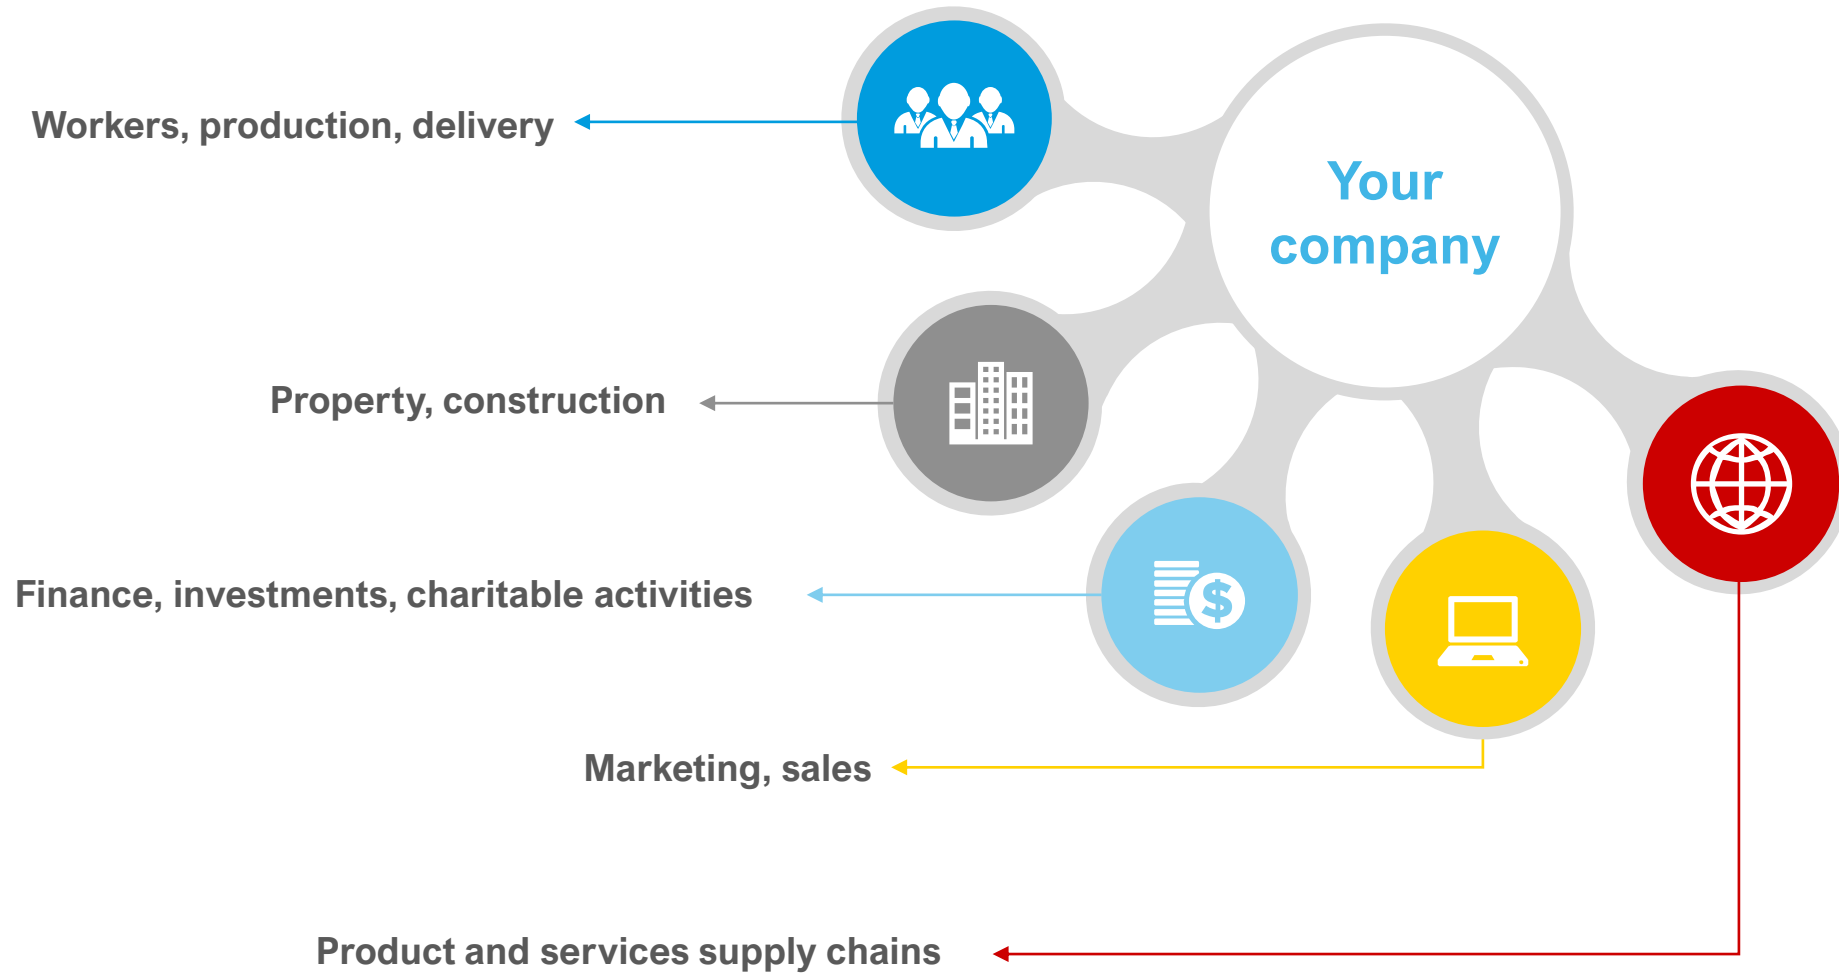 Workers, production, delivery
Your
company
Property, construction
Finance, investments, charitable activities
$
Marketing, sales
Product and services supply chains